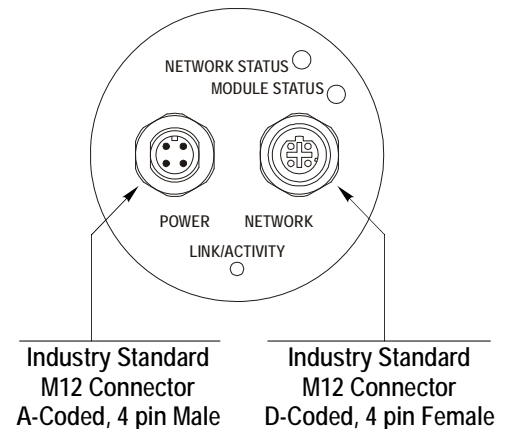 NETWORK STATUS
MODULE STATUS
POWER
NETWORK
LINK/ACTIVITY
Industry Standard
M12 Connector
A-Coded, 4 pin Male
Industry Standard
M12 Connector
D-Coded, 4 pin Female